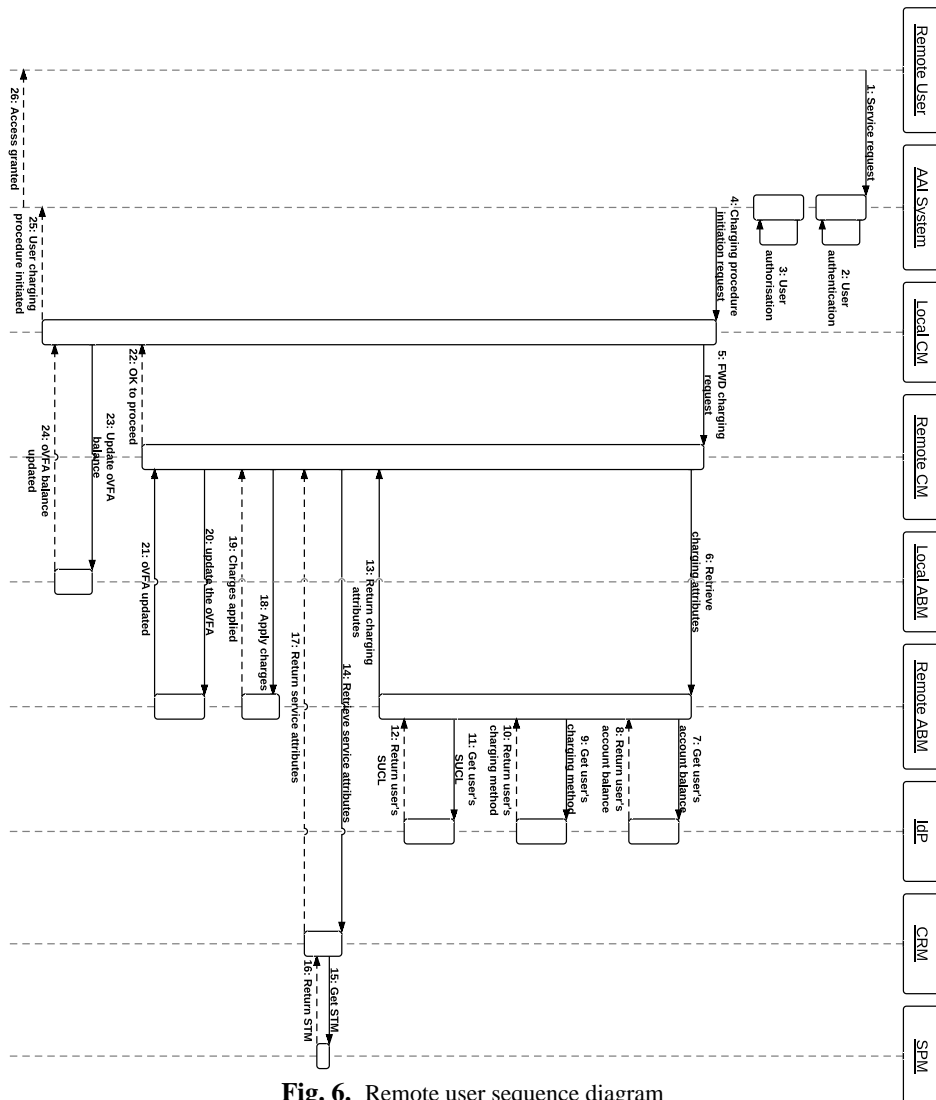 Remote User
AAI System
Local CM
Remote CM
Local ABM
Remote ABM
IdP
CRM
SPM
1: Service request
2: User
authentication
3: User
authorisation
4: Charging procedure
initiation request
5: FWD charging
request
6: Retrieve
charging attributes
7: Get user's
account balance
8: Return user's
account balance
9: Get user's
charging method
10: Return user's
charging method
11: Get user's
SUCL
12: Return user's
SUCL
13: Return charging
attributes
14: Retrieve service attributes
15: Get STM
16: Return STM
17: Return service attributes
18: Apply charges
19: Charges applied
20: update the oVFA
21: oVFA updated
22: OK to proceed
23: Update oVFA
balance
24: oVFA balance
updated
25: User charging
procedure initiated
26: Access granted
Fig. 6. Remote user sequence diagram